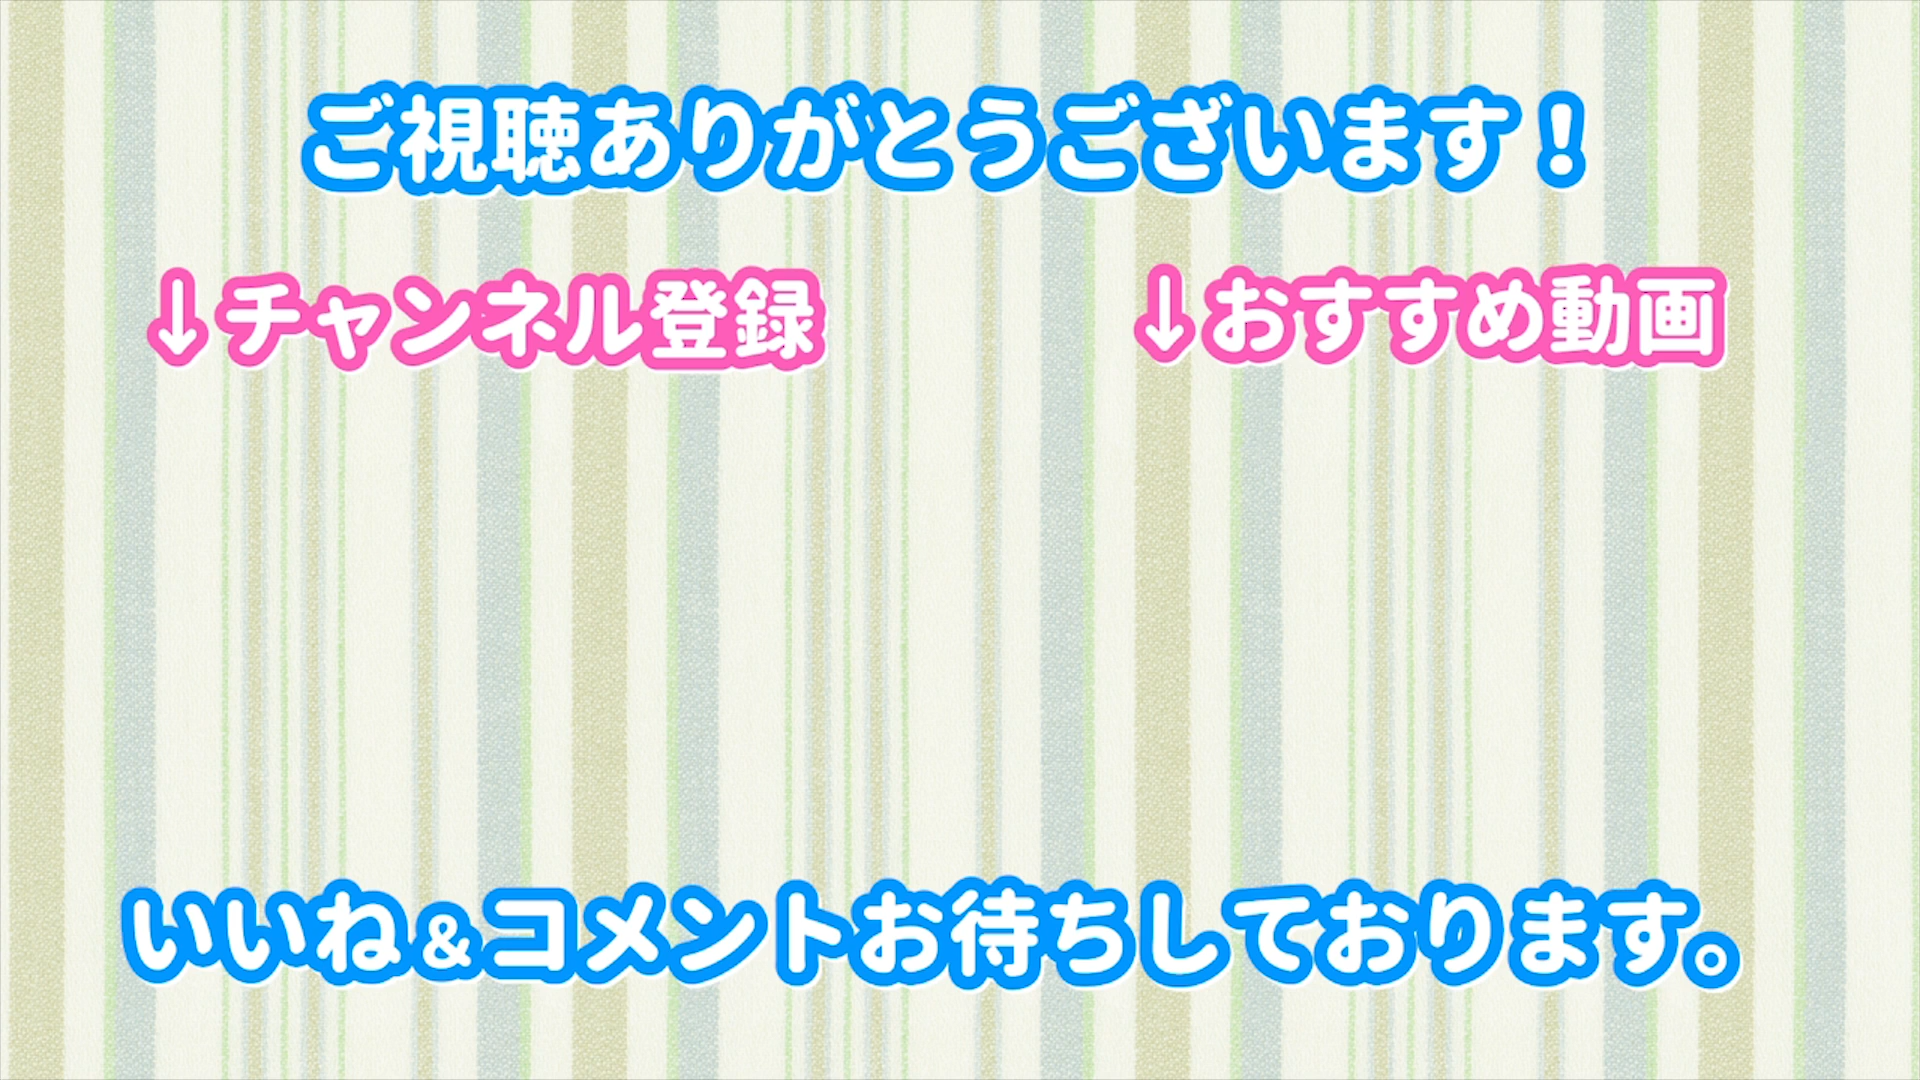 ご視聴ありがとうございます！
↓チャンネル登録
↓おすすめ動画
いいね&コメントお待ちしております。